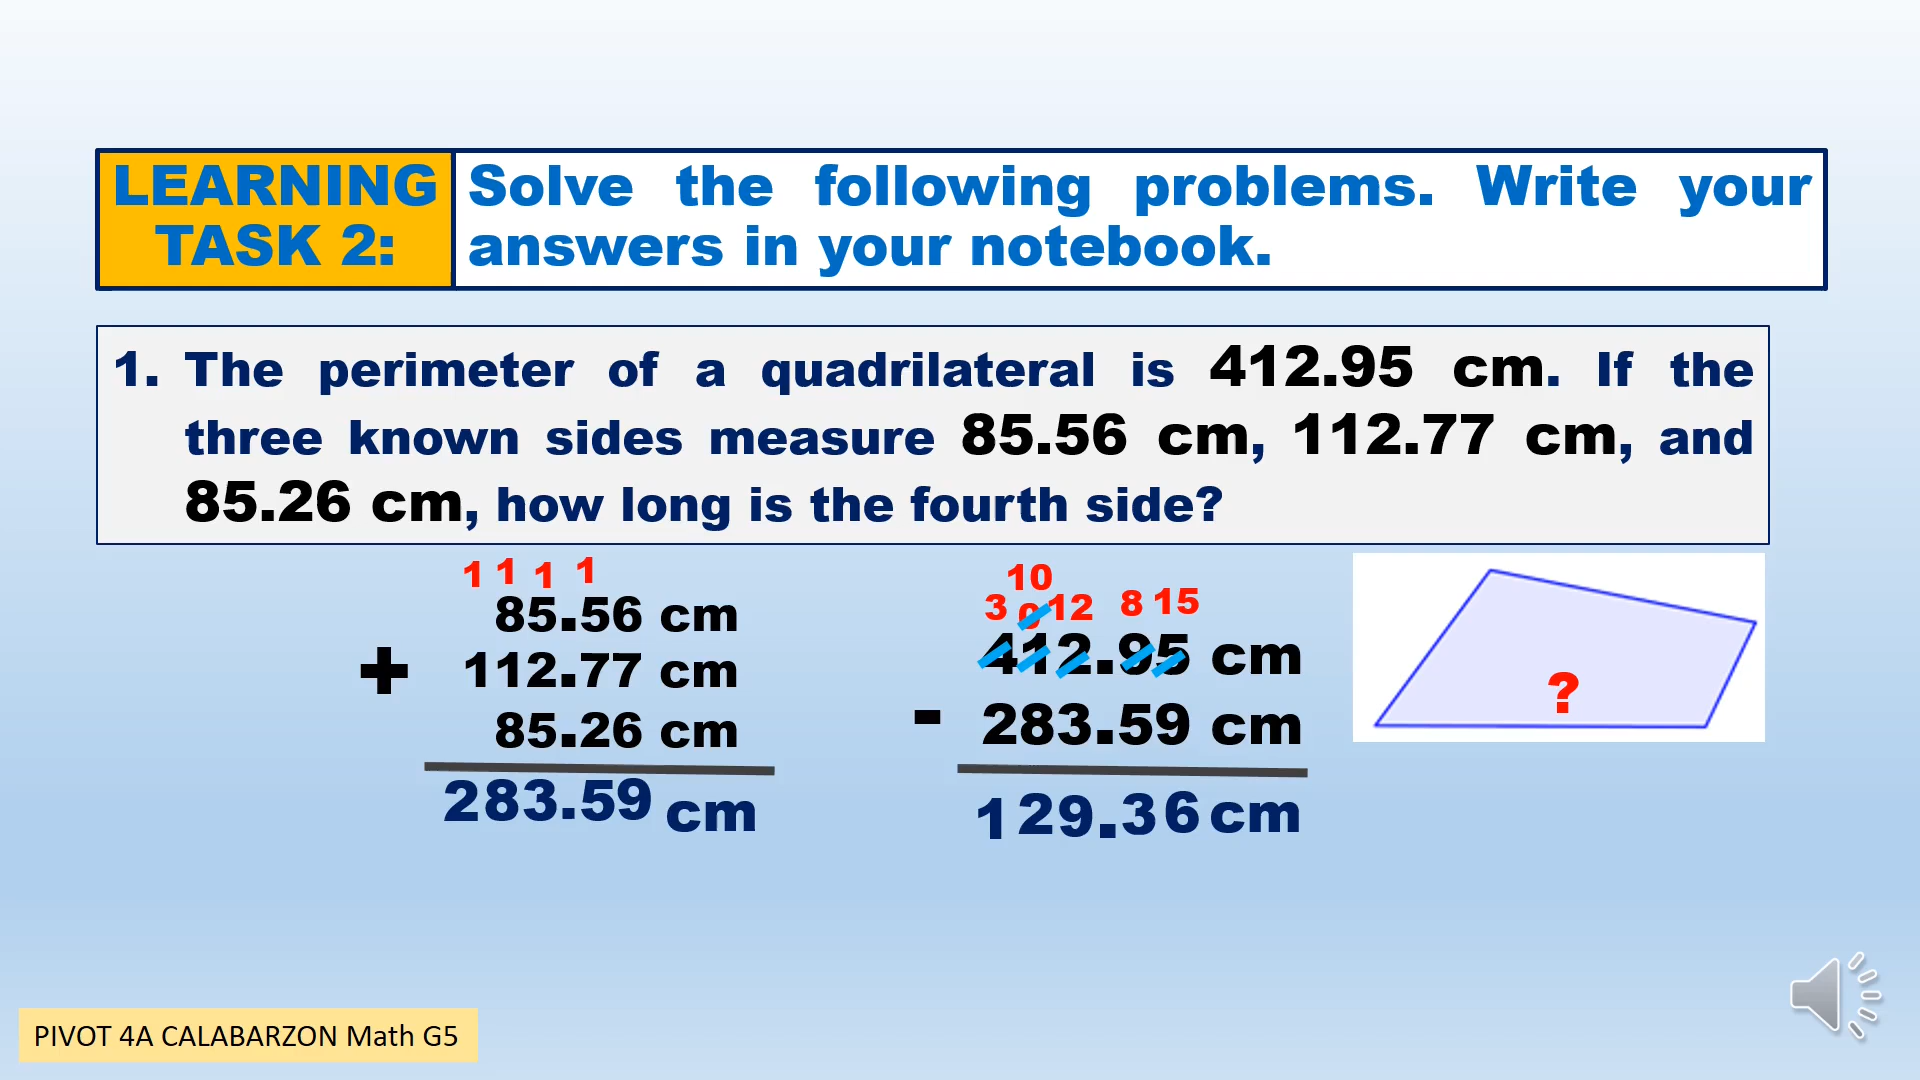 LEARNING TASK 2:
Solve the following problems. Write your
answers in your notebook.
1. The perimeter of a quadrilateral is 412.95 cm. If the
three known sides measure 85.56 cm, 112.77 cm, and
85.26 cm, how long is the fourth side?
1 1 1 1
85.56 cm
+ 112.77 cm
85.26 cm
283.59 cm
10
3 0 12 8 15
412.95 cm
- 283.59 cm
129.36 cm
?
PIVOT 4A CALABARZON Math G5